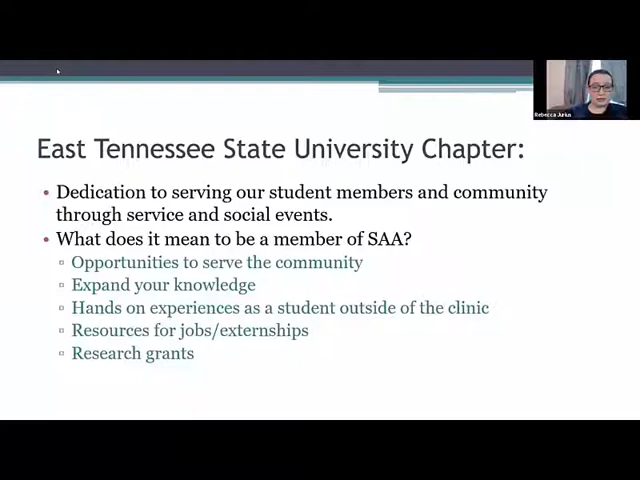 Rebecca Jurius
East Tennessee State University Chapter:
• Dedication to serving our student members and community
through service and social events.
• What does it mean to be a member of SAA?
▫ Opportunities to serve the community
▫ Expand your knowledge
▫ Hands on experiences as a student outside of the clinic
▫ Resources for jobs/externships
▫ Research grants